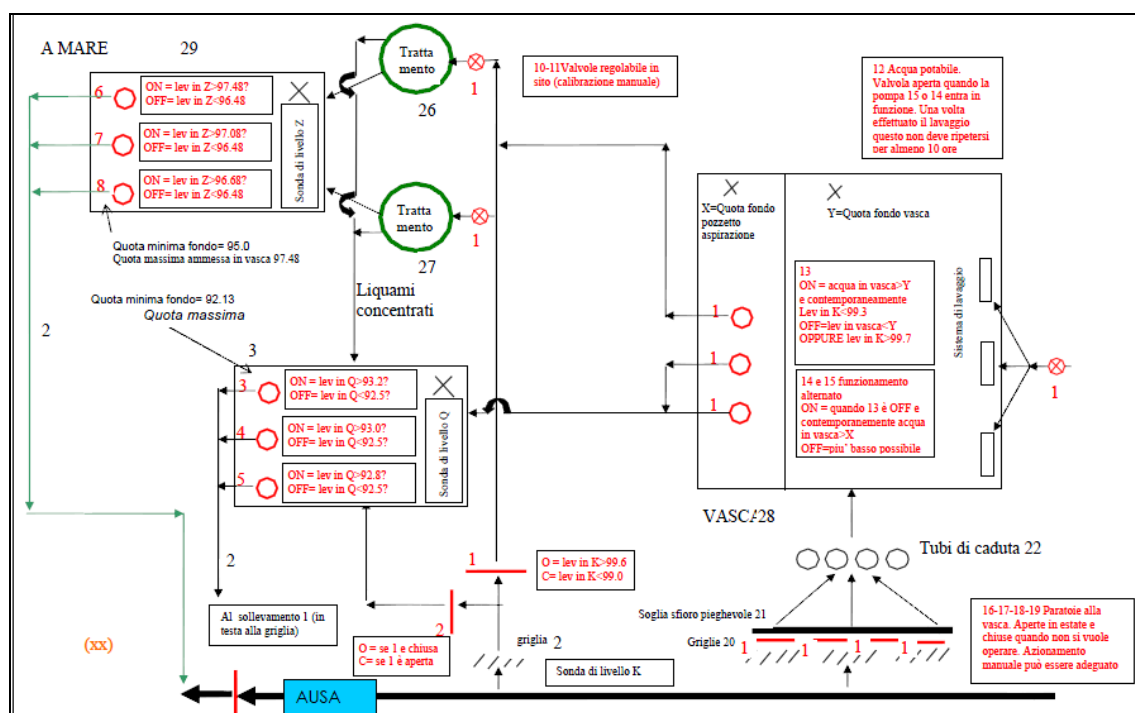 A MARE
29
6
ON = lev in Z>97.48?
OFF= lev in Z<96.48
7
ON = lev in Z>97.08?
OFF= lev in Z<96.48
8
ON = lev in Z>96.68?
OFF= lev in Z<96.48
Sonda di livello Z
Quota minima fondo= 95.0
Quota massima ammessa in vasca 97.48
Tratta
mento
26
1
Tratta
mento
27
1
10-11Valvole regolabile in
sito (calibrazione manuale)
12 Acqua potabile.
Valvola aperta quando la
pompa 15 o 14 entra in
funzione. Una volta
effettuato il lavaggio
questo non deve ripetersi
per almeno 10 ore
X=Quota fondo
pozzetto
aspirazione
Y=Quota fondo vasca
13
ON = acqua in vasca>Y
e contemporaneamente
Lev in K<99.3
OFF=lev in vasca<Y
OPPURE lev in K>99.7
14 e 15 funzionamento
alternato
ON = quando 13 è OFF e
contemporanemente acqua
in vasca>X
OFF=piu' basso possibile
Sistema di lavaggio
1
1
1
1
VASCA28
Liquami
concentrati
Quota minima fondo= 92.13
Quota massima
2
3
3
ON = lev in Q>93.2?
OFF= lev in Q<92.5?
4
ON = lev in Q>93.0?
OFF= lev in Q<92.5?
5
ON = lev in Q>92.8?
OFF= lev in Q<92.5?
Sonda di livello Q
2
Al sollevamento 1 (in
testa alla griglia)
1
O = lev in K>99.6
C= lev in K<99.0
2
O = se 1 e chiusa
C= se 1 è aperta
griglia
2
Sonda di livello K
Tubi di caduta 22
Soglia sfioro pieghevole 21
Griglie 20
1
1
1
1
16-17-18-19 Paratoie alla
vasca. Aperte in estate e
chiuse quando non si vuole
operare. Azionamento
manuale può essere adeguato
(xx)
AUSA